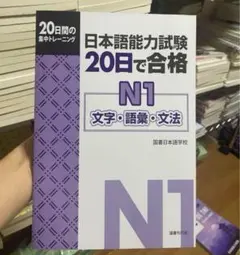 20日間の
集中トレーニング
日本語能力試験
20日で合格
N1
文字・語彙・文法
国書日本語学校
N1
国書刊行会